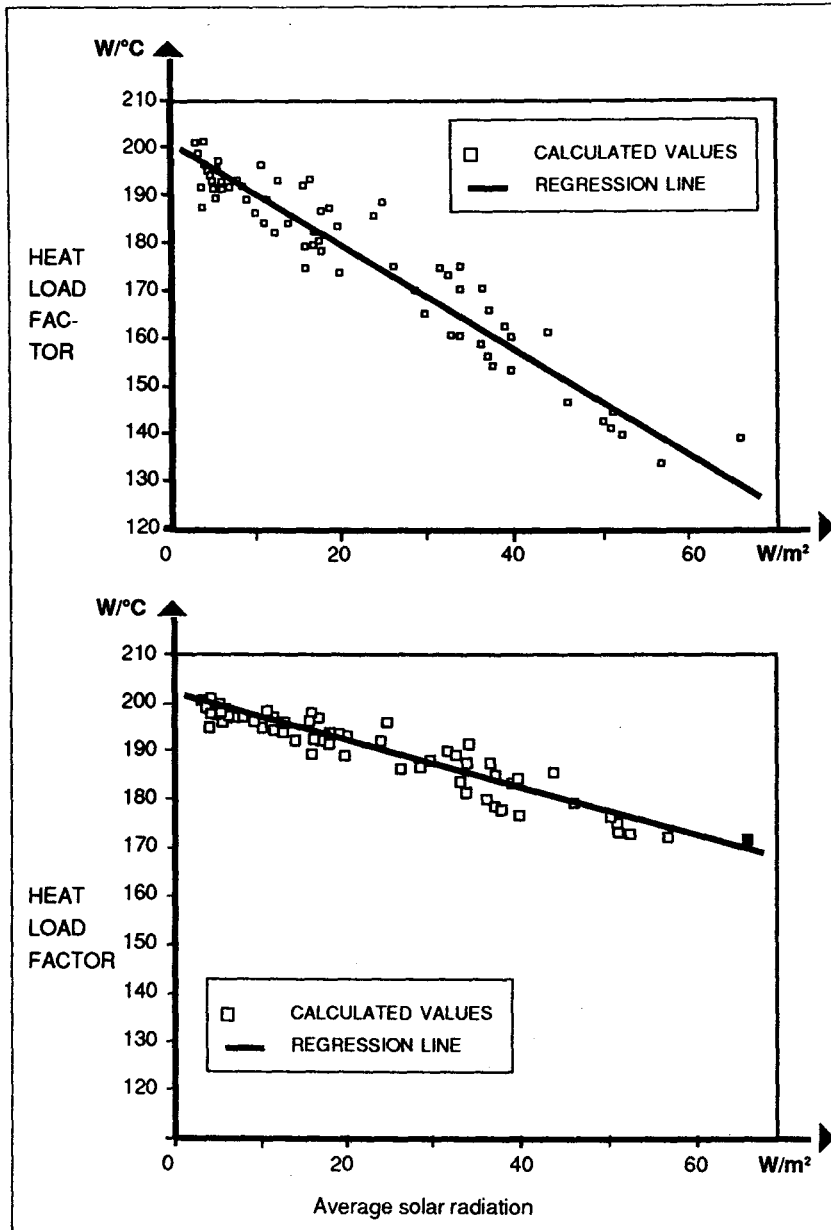 W/°C
210
200
190
180
170
160
150
140
130
120
HEAT
LOAD
FAC-
TOR
CALCULATED VALUES
REGRESSION LINE
0
20
40
60
W/m²
W/°C
210
200
190
180
170
160
150
140
130
120
HEAT
LOAD
FACTOR
CALCULATED VALUES
REGRESSION LINE
0
20
40
60
W/m²
Average solar radiation